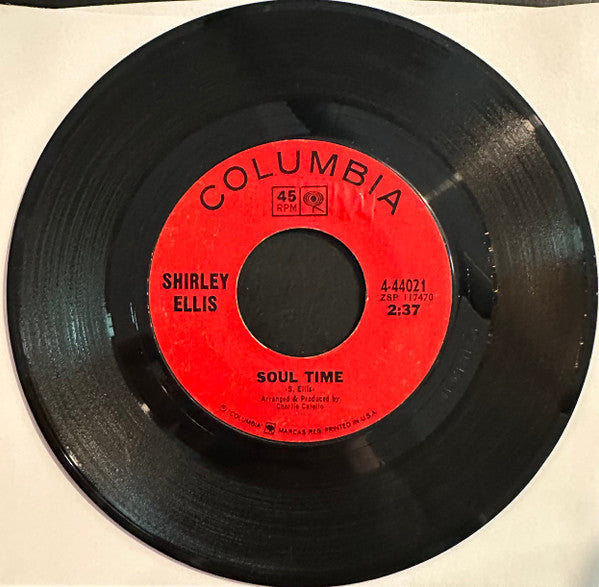 COLUMBIA
45
RPM
SHIRLEY
ELLIS
4-44021
ZSP 117470
2:37
SOUL TIME
-S. Ellis-
Arranged & Produced by
Charlie Calello
® "COLUMBIA" MARCAS REG. PRINTED IN U.S.A.